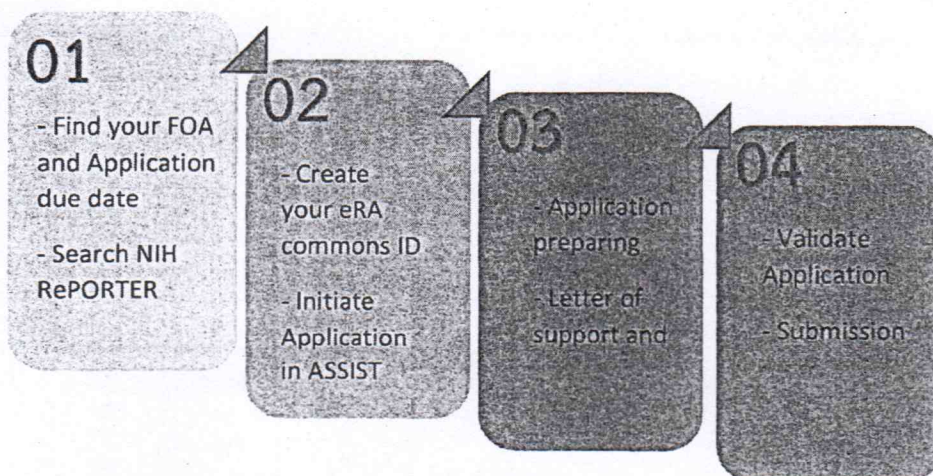 01
- Find your FOA
and Application
due date
- Search NIH
RePORTER
02
- Create
your eRA
commons ID
- Initiate
Application
in ASSIST
03
- Application
preparing
- Letter of
support and
04
- Validate
Application
- Submission